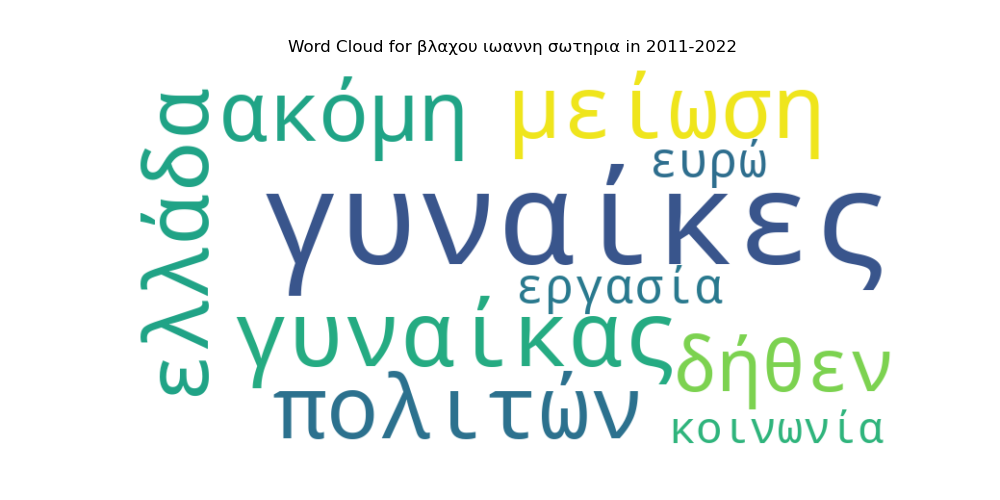 Word Cloud for βλαχου ιωαννη σωτηρια in 2011-2022
ελλάδα
ακόμη
μείωση
ευρώ
γυναίκες
εργασία
γυναίκας
δήθεν
πολιτών
κοινωνία